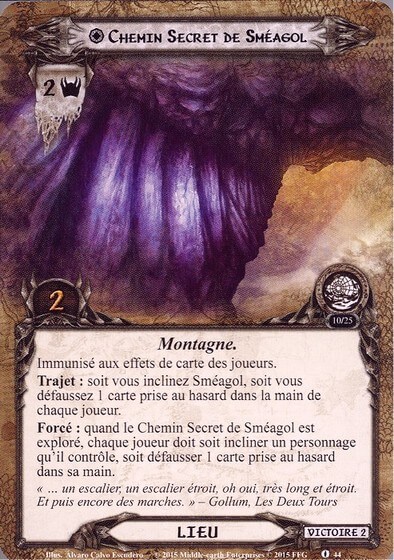 Chemin Secret de Sméagol
2
2
10/25
Montagne.
Immunisé aux effets de carte des joueurs.
Trajet : soit vous inclinez Sméagol, soit vous
défaussez 1 carte prise au hasard dans la main de
chaque joueur.
Forcé : quand le Chemin Secret de Sméagol est
exploré, chaque joueur doit soit incliner un personnage
qu'il contrôle, soit défausser 1 carte prise au hasard
dans sa main.
« ... un escalier, un escalier étroit, oh oui, très long et étroit.
Et puis encore des marches. » – Gollum, Les Deux Tours
LIEU
VICTOIRE 2
Illus. Alvaro Calvo Escudero © 2015 Middle-earth Enterprises © 2015 FFG 44